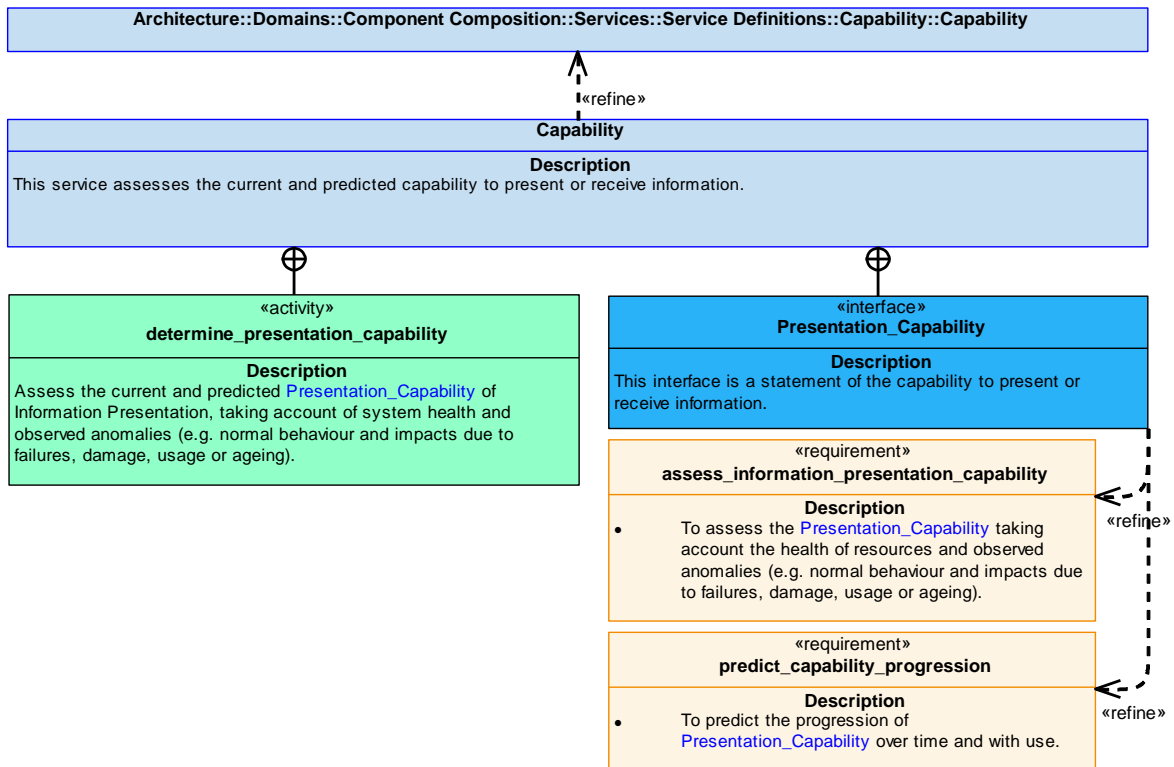 Architecture::Domains::Component Composition::Services::Service Definitions::Capability::Capability
«refine»
Capability
Description
This service assesses the current and predicted capability to present or receive information.
«activity»
determine_presentation_capability
Description
Assess the current and predicted Presentation_Capability of
Information Presentation, taking account of system health and
observed anomalies (e.g. normal behaviour and impacts due to
failures, damage, usage or ageing).
«interface»
Presentation_Capability
Description
This interface is a statement of the capability to present or
receive information.
«requirement»
assess_information_presentation_capability
Description
• To assess the Presentation_Capability taking
account the health of resources and observed
anomalies (e.g. normal behaviour and impacts due
to failures, damage, usage or ageing).
«refine»
«requirement»
predict_capability_progression
Description
• To predict the progression of
Presentation_Capability over time and with use.
«refine»